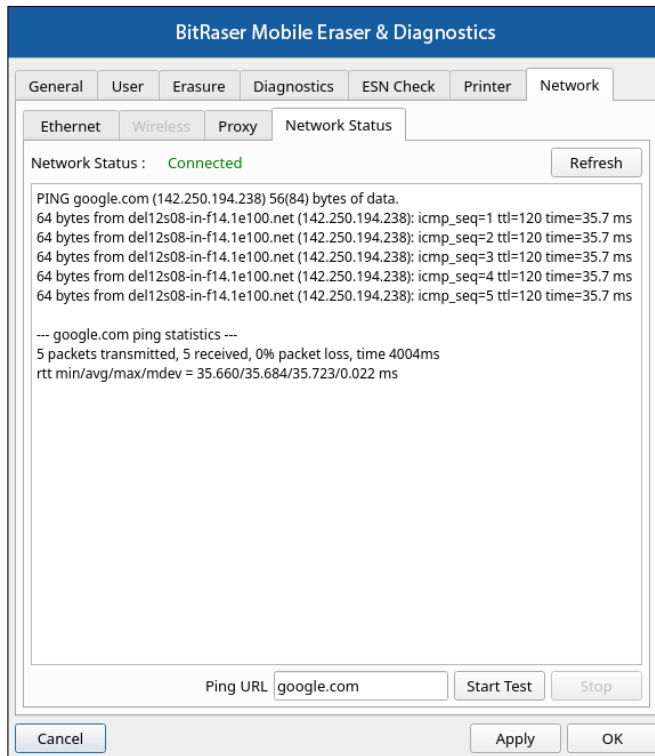 BitRaser Mobile Eraser & Diagnostics
General User Erasure Diagnostics ESN Check Printer Network
Ethernet Wireless Proxy Network Status
Network Status : Connected Refresh
PING google.com (142.250.194.238) 56(84) bytes of data.
64 bytes from del12s08-in-f14.1e100.net (142.250.194.238): icmp_seq=1 ttl=120 time=35.7 ms
64 bytes from del12s08-in-f14.1e100.net (142.250.194.238): icmp_seq=2 ttl=120 time=35.7 ms
64 bytes from del12s08-in-f14.1e100.net (142.250.194.238): icmp_seq=3 ttl=120 time=35.7 ms
64 bytes from del12s08-in-f14.1e100.net (142.250.194.238): icmp_seq=4 ttl=120 time=35.7 ms
64 bytes from del12s08-in-f14.1e100.net (142.250.194.238): icmp_seq=5 ttl=120 time=35.7 ms
--- google.com ping statistics ---
5 packets transmitted, 5 received, 0% packet loss, time 4004ms
rtt min/avg/max/mdev = 35.660/35.684/35.723/0.022 ms
Ping URL google.com Start Test Stop
Cancel Apply OK